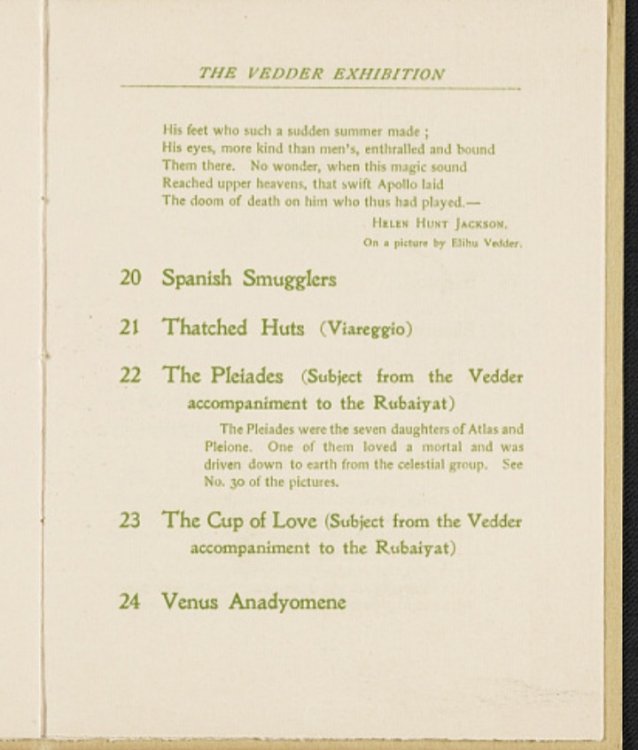 THE VEDDER EXHIBITION
His feet who such a sudden summer made ;
His eyes, more kind than men's, enthralled and bound
Them there. No wonder, when this magic sound
Reached upper heavens, that swift Apollo laid
The doom of death on him who thus had played.—
Helen Hunt Jackson.
On a picture by Elihu Vedder.
20 Spanish Smugglers
21 Thatched Huts (Viareggio)
22 The Pleiades (Subject from the Vedder
accompaniment to the Rubaiyat)
The Pleiades were the seven daughters of Atlas and
Pleione. One of them loved a mortal and was
driven down to earth from the celestial group. See
No. 30 of the pictures.
23 The Cup of Love (Subject from the Vedder
accompaniment to the Rubaiyat)
24 Venus Anadyomene